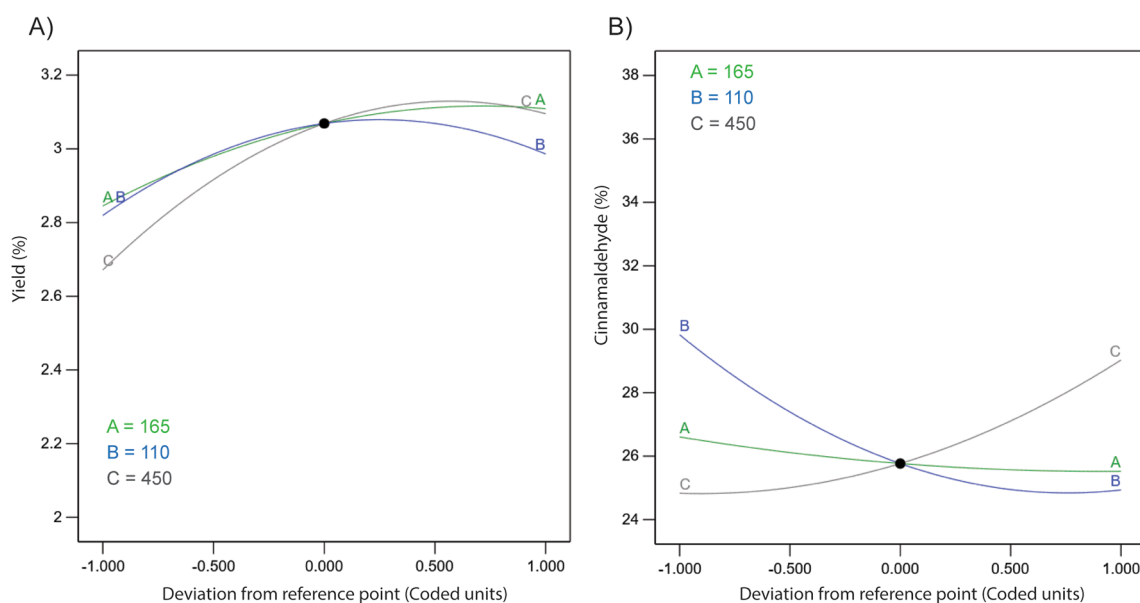 A)
3.2
3
2.8
2.6
2.4
2.2
2
Yield (%)
A B
C
C A
B
A = 165
B = 110
C = 450
-1.000
-0.500
0.000
0.500
1.000
Deviation from reference point (Coded units)
B)
38
36
34
32
30
28
26
24
Cinnamaldehyde (%)
A = 165
B = 110
C = 450
B
A
C
C
A
B
-1.000
-0.500
0.000
0.500
1.000
Deviation from reference point (Coded units)